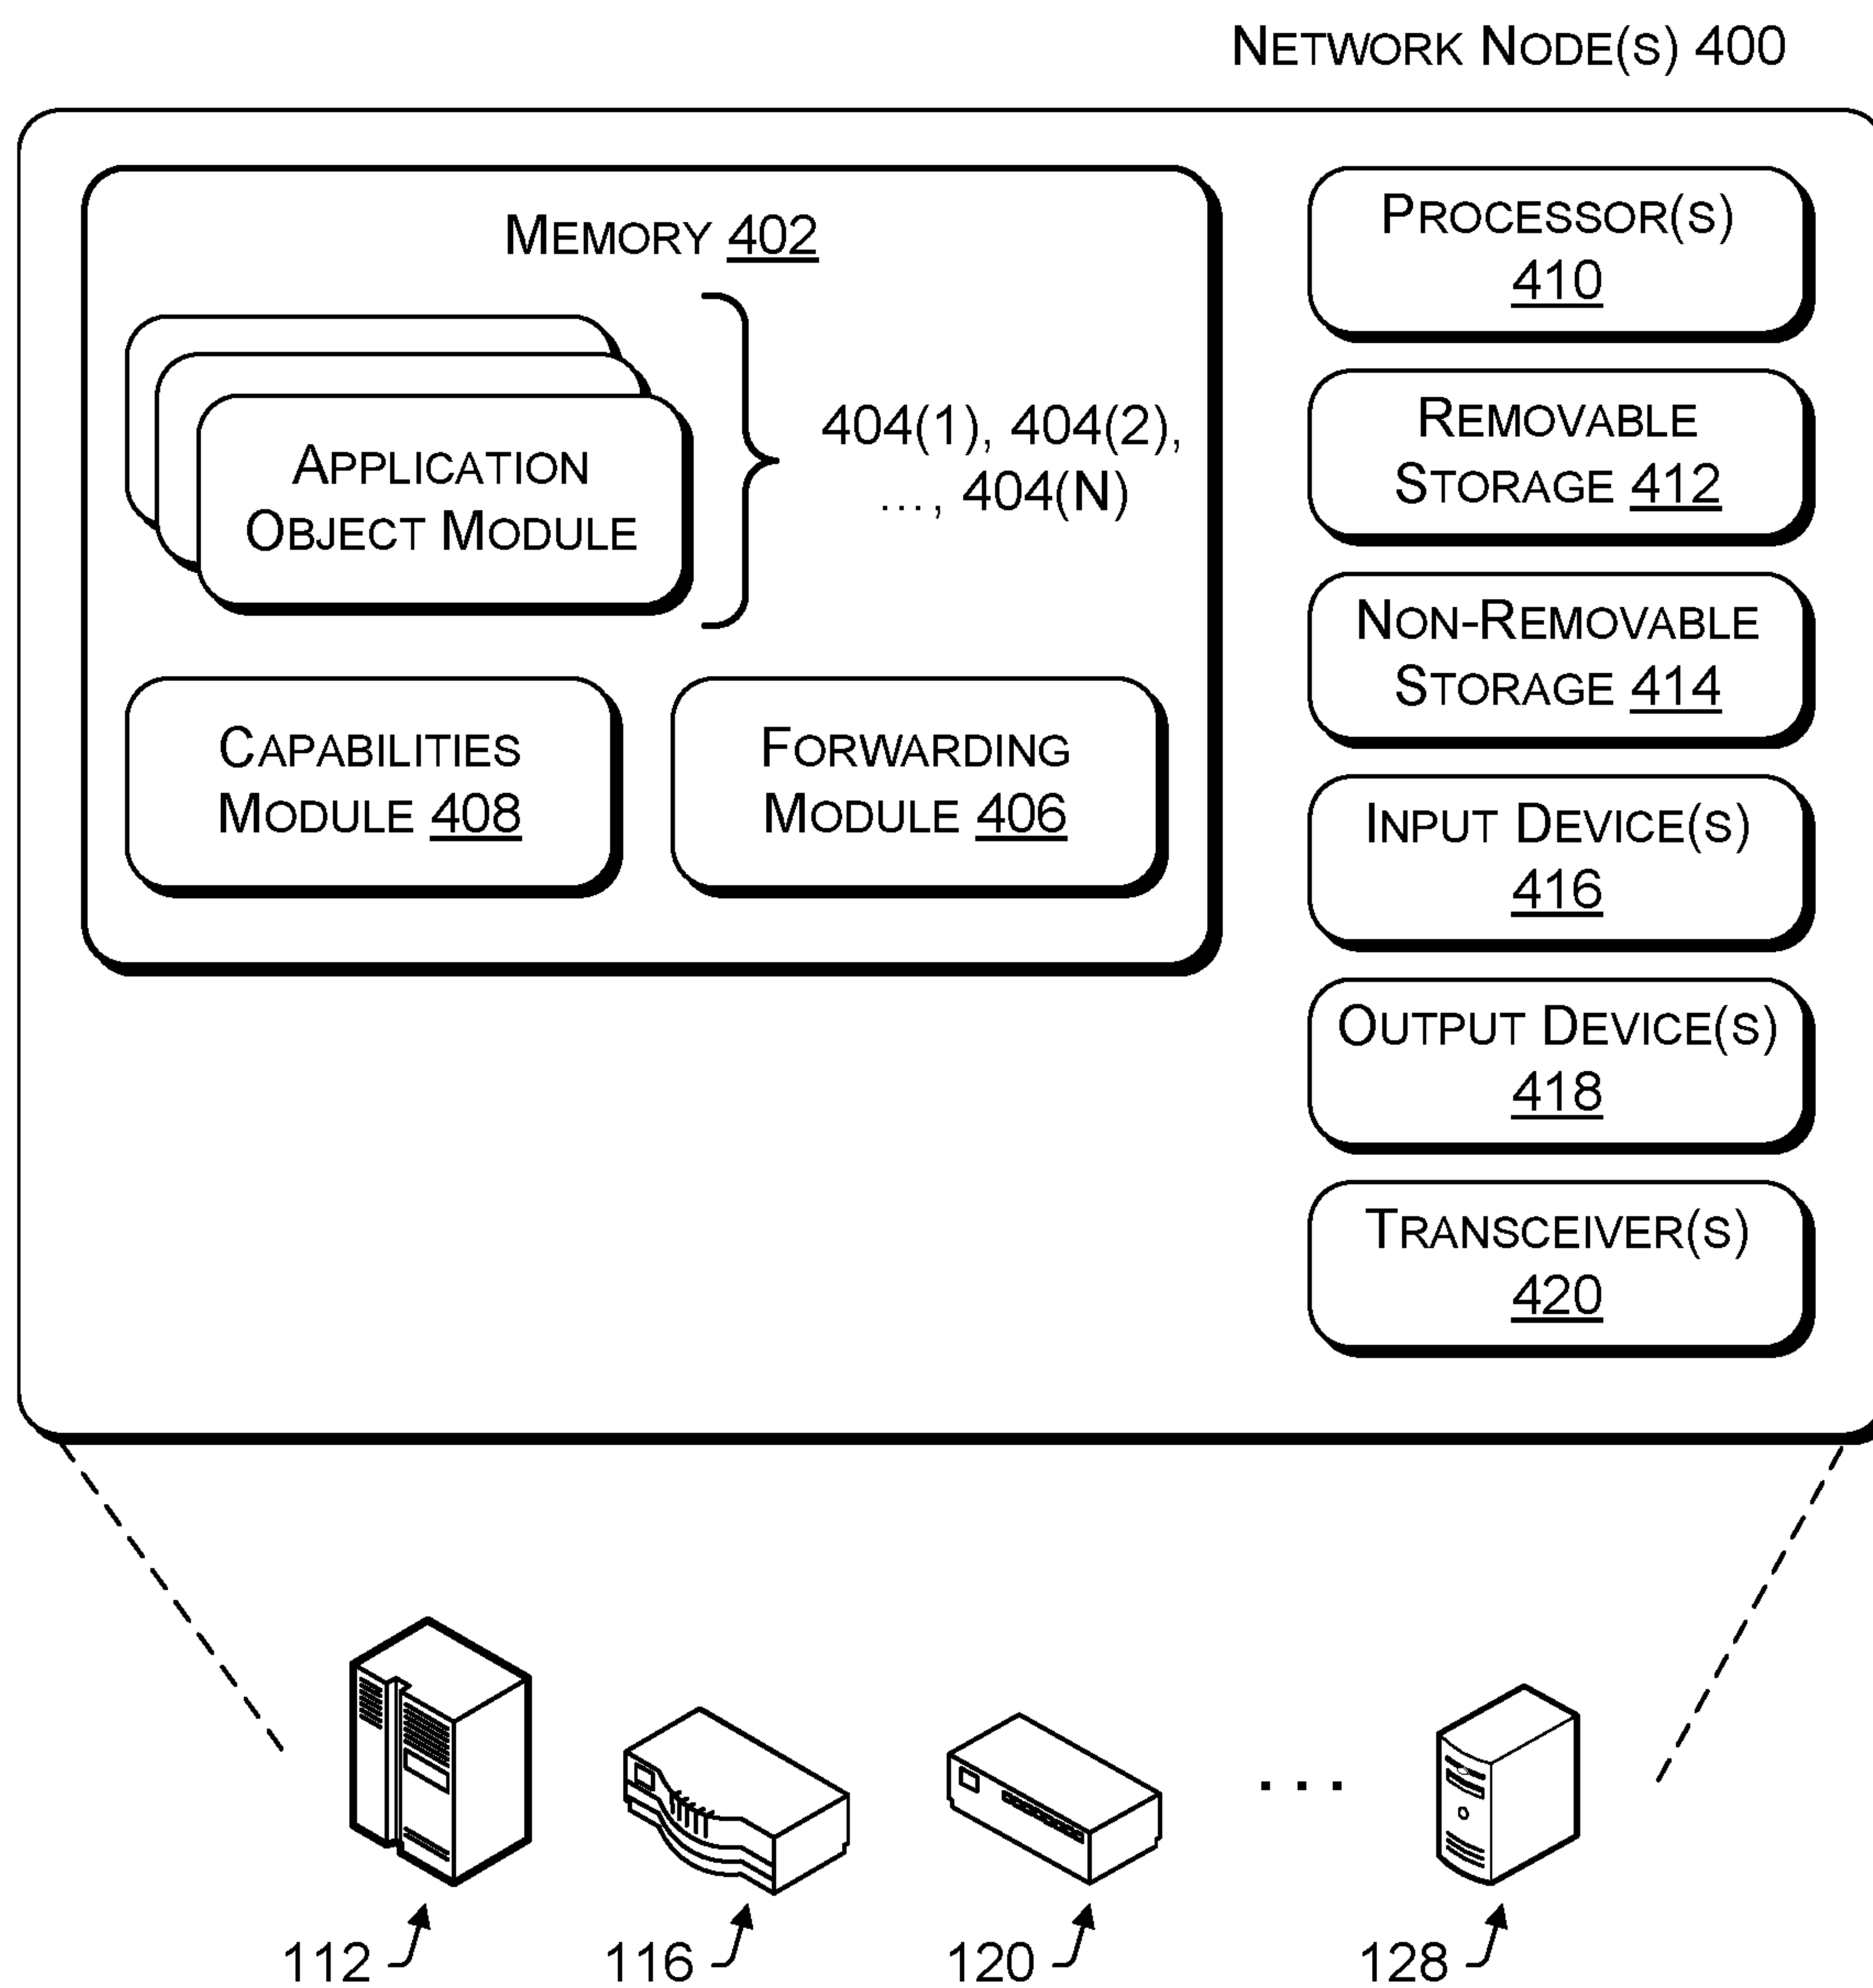 NETWORK NODE(S) 400
MEMORY 402
404(1), 404(2),
..., 404(N)
APPLICATION
OBJECT MODULE
CAPABILITIES
MODULE 408
FORWARDING
MODULE 406
PROCESSOR(S)
410
REMOVABLE
STORAGE 412
NON-REMOVABLE
STORAGE 414
INPUT DEVICE(S)
416
OUTPUT DEVICE(S)
418
TRANSCEIVER(S)
420
...
112
116
120
128